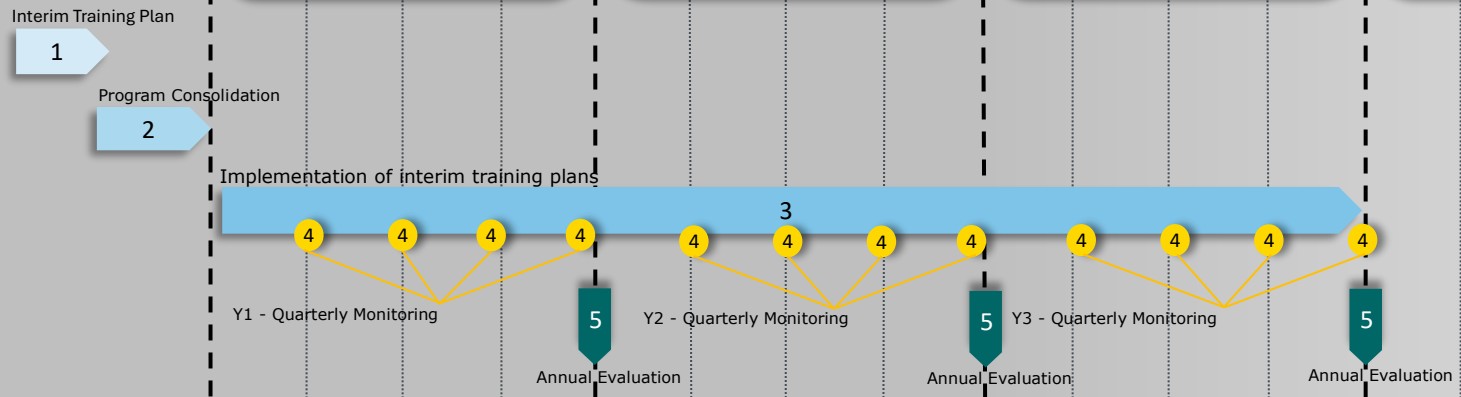 Interim Training Plan
1
Program Consolidation
2
Implementation of interim training plans
3
4 4 4 4 4 4 4 4 4 4 4 4
Y1 - Quarterly Monitoring
Y2 - Quarterly Monitoring
Y3 - Quarterly Monitoring
5 5 5
Annual Evaluation
Annual Evaluation
Annual Evaluation